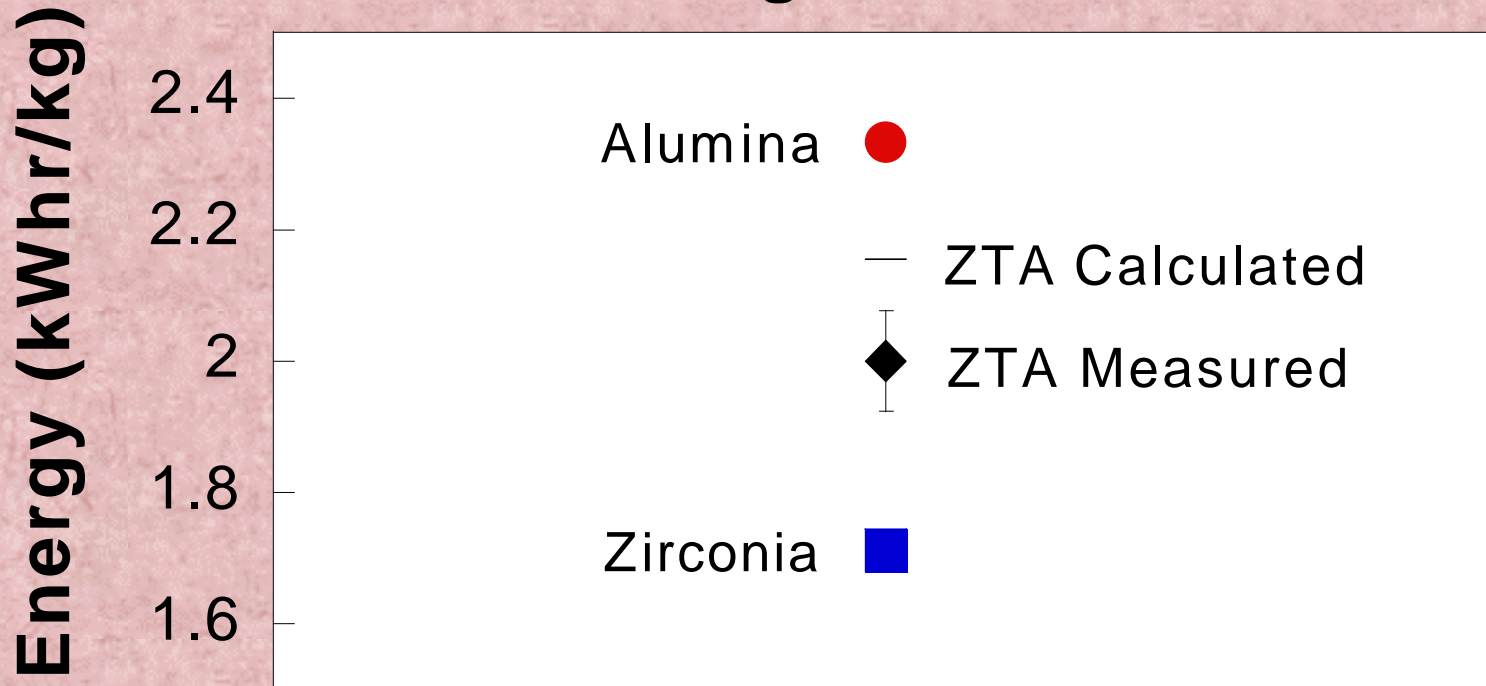 Energy (kWhr/kg)
2.4
Alumina
2.2
ZTA Calculated
2
ZTA Measured
1.8
Zirconia
1.6